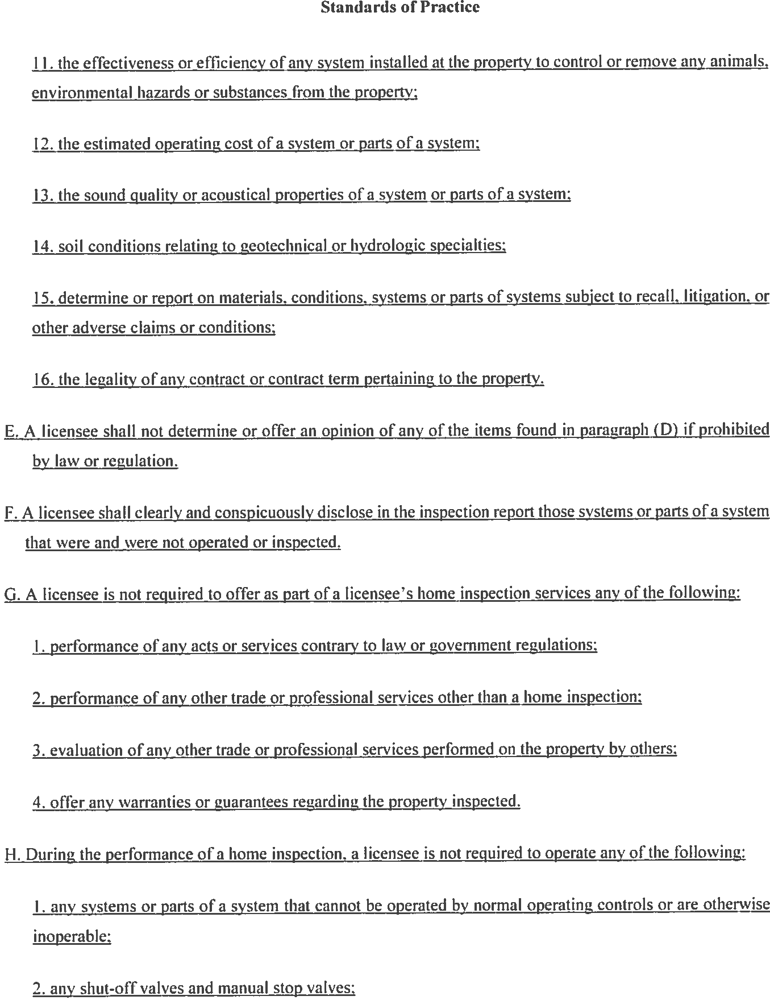 Standards of Practice
11. the effectiveness or efficiency of any system installed at the property to control or remove any animals,
environmental hazards or substances from the property;
12. the estimated operating cost of a system or parts of a system;
13. the sound quality or acoustical properties of a system or parts of a system;
14. soil conditions relating to geotechnical or hydrologic specialties;
15. determine or report on materials, conditions, systems or parts of systems subject to recall, litigation, or
other adverse claims or conditions;
16. the legality of any contract or contract term pertaining to the property.
E. A licensee shall not determine or offer an opinion of any of the items found in paragraph (D) if prohibited
by law or regulation.
F. A licensee shall clearly and conspicuously disclose in the inspection report those systems or parts of a system
that were and were not operated or inspected.
G. A licensee is not required to offer as part of a licensee's home inspection services any of the following:
1. performance of any acts or services contrary to law or government regulations;
2. performance of any other trade or professional services other than a home inspection;
3. evaluation of any other trade or professional services performed on the property by others;
4. offer any warranties or guarantees regarding the property inspected.
H. During the performance of a home inspection, a licensee is not required to operate any of the following:
1. any systems or parts of a system that cannot be operated by normal operating controls or are otherwise
inoperable;
2. any shut-off valves and manual stop valves;